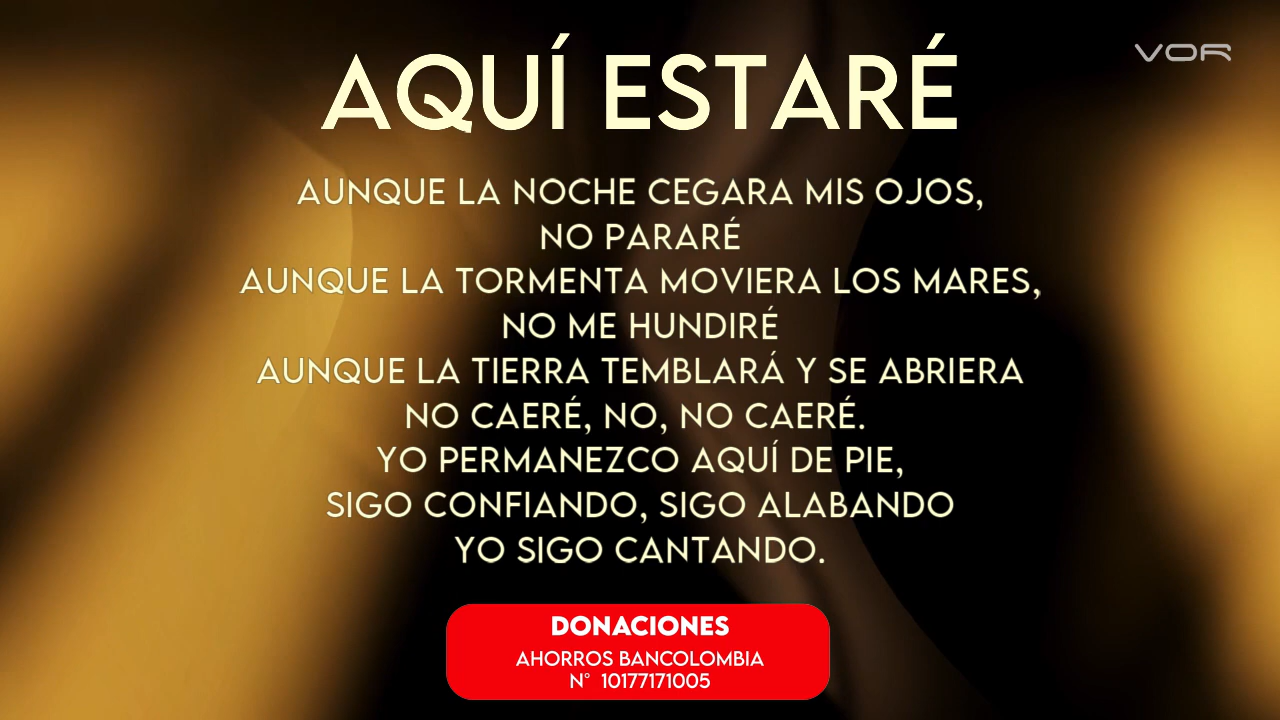 VOR
AQUÍ ESTARÉ
AUNQUE LA NOCHE CEGARA MIS OJOS,
NO PARARÉ
AUNQUE LA TORMENTA MOVIERA LOS MARES,
NO ME HUNDIRÉ
AUNQUE LA TIERRA TEMBLARÁ Y SE ABRIERA
NO CAERÉ, NO, NO CAERÉ.
YO PERMANEZCO AQUÍ DE PIE,
SIGO CONFIANDO, SIGO ALABANDO
YO SIGO CANTANDO.
DONACIONES
AHORROS BANCOLOMBIA
N° 10177171005